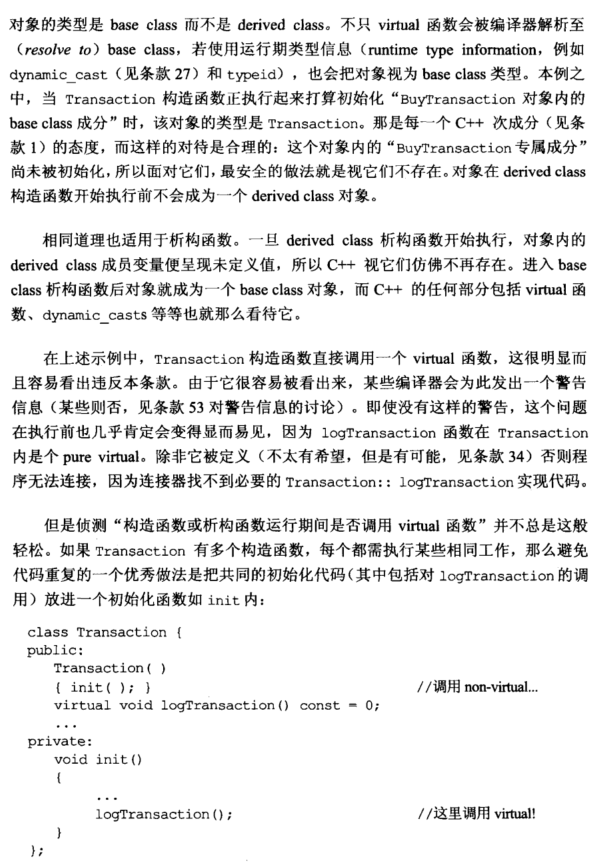 对象的类型是 base class 而不是 derived class。不只 virtual 函数会被编译器解析至
（resolve to）base class，若使用运行期类型信息（runtime type information，例如
dynamic_cast（见条款 27）和 typeid），也会把对象视为 base class 类型。本例之
中，当 Transaction 构造函数正执行起来打算初始化“BuyTransaction 对象内的
base class 成分”时，该对象的类型是 Transaction。那是每一个 C++ 次成分（见条
款 1）的态度，而这样的对待是合理的：这个对象内的“BuyTransaction 专属成分”
尚未被初始化，所以面对它们，最安全的做法就是视它们不存在。对象在 derived class
构造函数开始执行前不会成为一个 derived class 对象。
相同道理也适用于析构函数。一旦 derived class 析构函数开始执行，对象内的
derived class 成员变量便呈现未定义值，所以 C++ 视它们仿佛不再存在。进入 base
class 析构函数后对象就成为一个 base class 对象，而 C++ 的任何部分包括 virtual 函
数、dynamic_casts 等等也就那么看待它。
在上述示例中，Transaction 构造函数直接调用一个 virtual 函数，这很明显而
且容易看出违反本条款。由于它很容易被看出来，某些编译器会为此发出一个警告
信息（某些则否，见条款 53 对警告信息的讨论）。即使没有这样的警告，这个问题
在执行前也几乎肯定会变得显而易见，因为 logTransaction 函数在 Transaction
内是个 pure virtual。除非它被定义（不太有希望，但是有可能，见条款 34）否则程
序无法连接，因为连接器找不到必要的 Transaction:: logTransaction 实现代码。
但是侦测“构造函数或析构函数运行期间是否调用 virtual 函数”并不总是这般
轻松。如果 Transaction 有多个构造函数，每个都需执行某些相同工作，那么避免
代码重复的一个优秀做法是把共同的初始化代码（其中包括对 logTransaction 的调
用）放进一个初始化函数如 init 内：
class Transaction {
public:
Transaction( )
{ init( ); } //调用 non-virtual...
virtual void logTransaction() const = 0;
...
private:
void init()
{
...
logTransaction(); //这里调用 virtual!
}
};